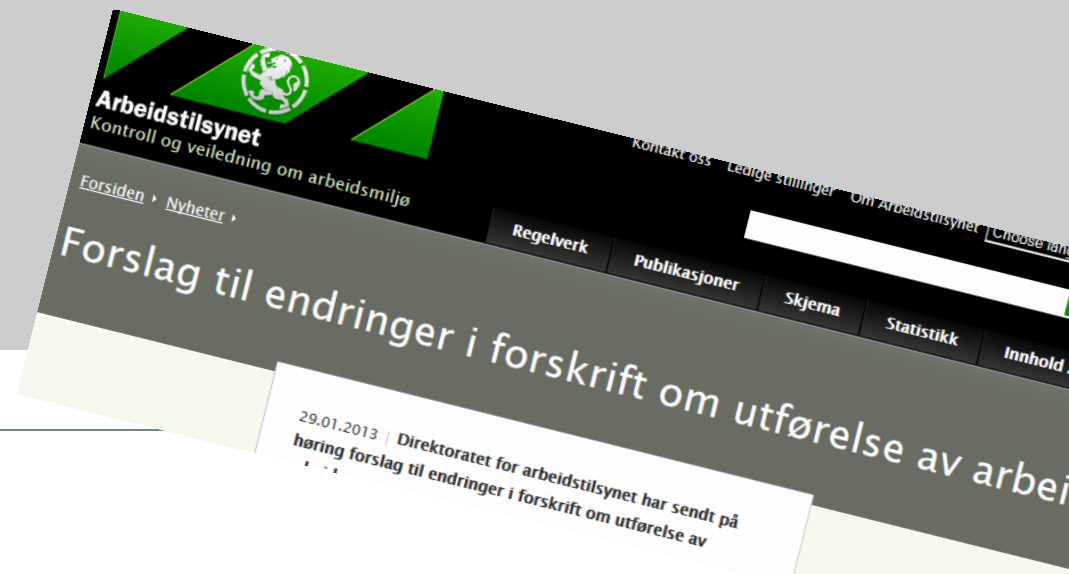 Arbeidstilsynet
Kontroll og veiledning om arbeidsmiljø
Kontakt oss Ledige stillinger Om Arbeidstilsynet Choose
Forsiden Nyheter
Regelverk Publikasjoner Skjema Statistikk Innhold
Forslag til endringer i forskrift om utførelse av
29.01.2013 | Direktoratet for arbeidstilsynet har sendt på
høring forslag til endringer i forskrift om utførelse av